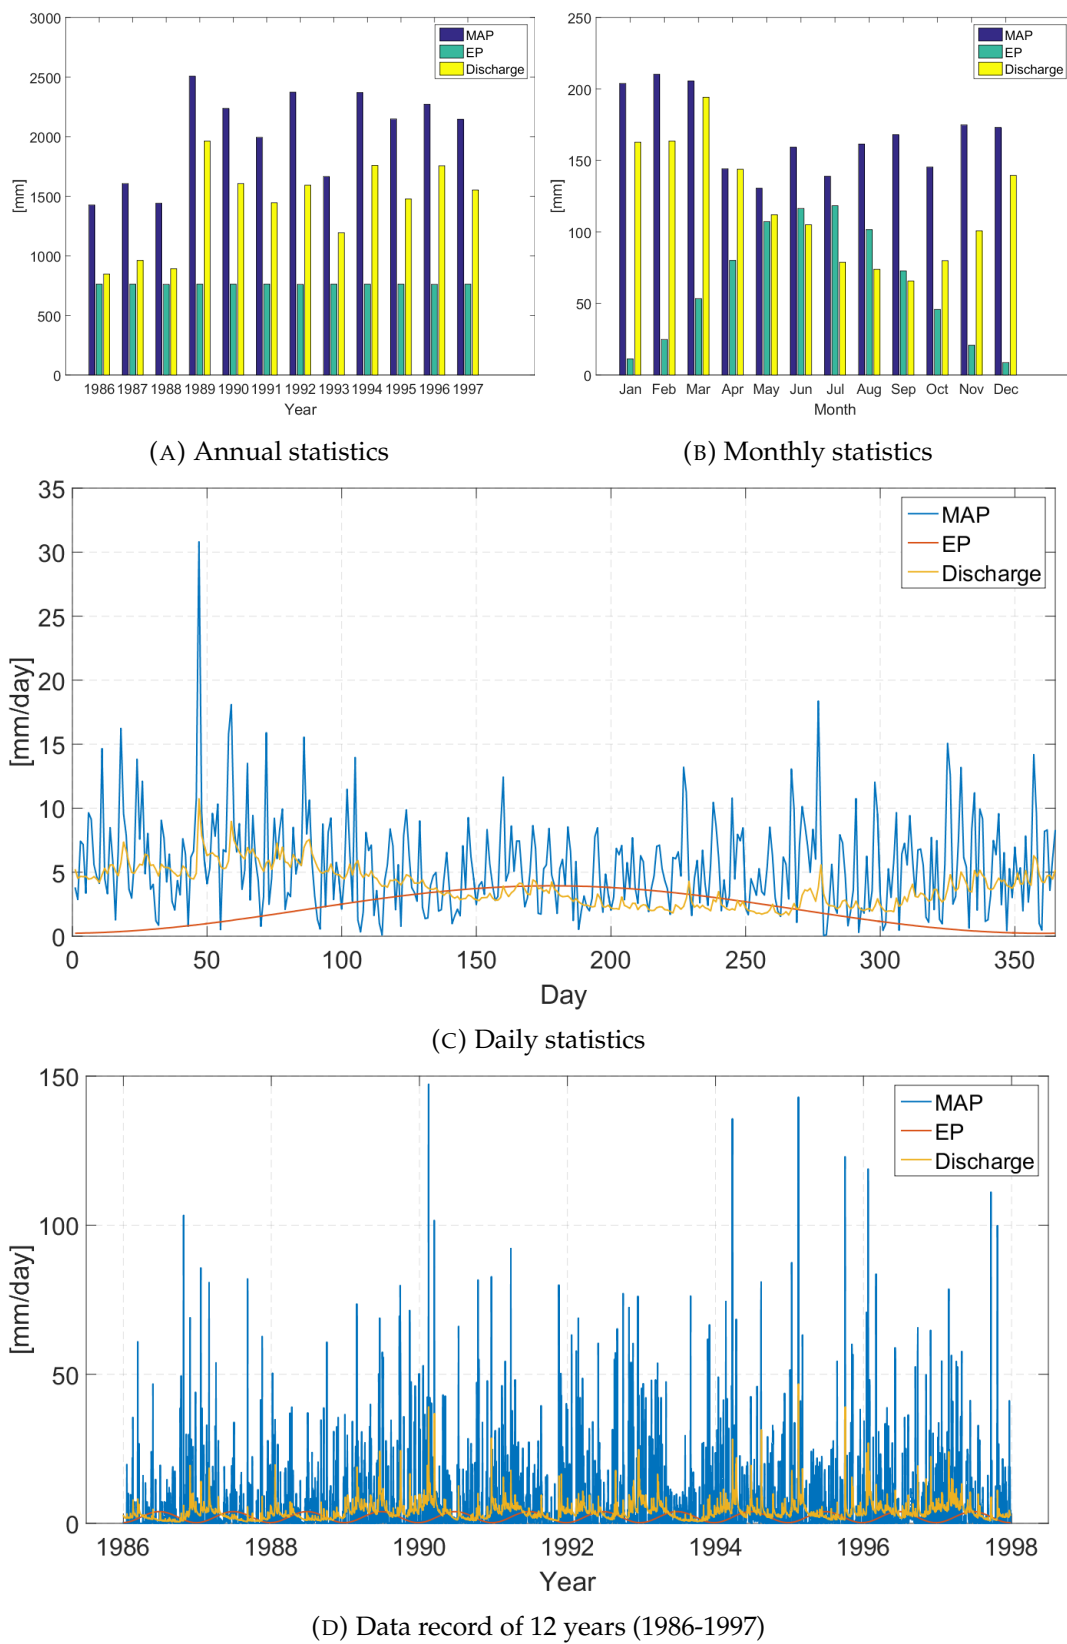 3000
2500
2000
1500
1000
500
0
[mm]
MAP
EP
Discharge
1986 1987 1988 1989 1990 1991 1992 1993 1994 1995 1996 1997
Year
(A) Annual statistics
250
200
150
100
50
0
[mm]
MAP
EP
Discharge
Jan Feb Mar Apr May Jun Jul Aug Sep Oct Nov Dec
Month
(B) Monthly statistics
35
30
25
20
15
10
5
0
[mm/day]
MAP
EP
Discharge
0 50 100 150 200 250 300 350
Day
(C) Daily statistics
150
100
50
0
[mm/day]
MAP
EP
Discharge
1986 1988 1990 1992 1994 1996 1998
Year
(D) Data record of 12 years (1986-1997)